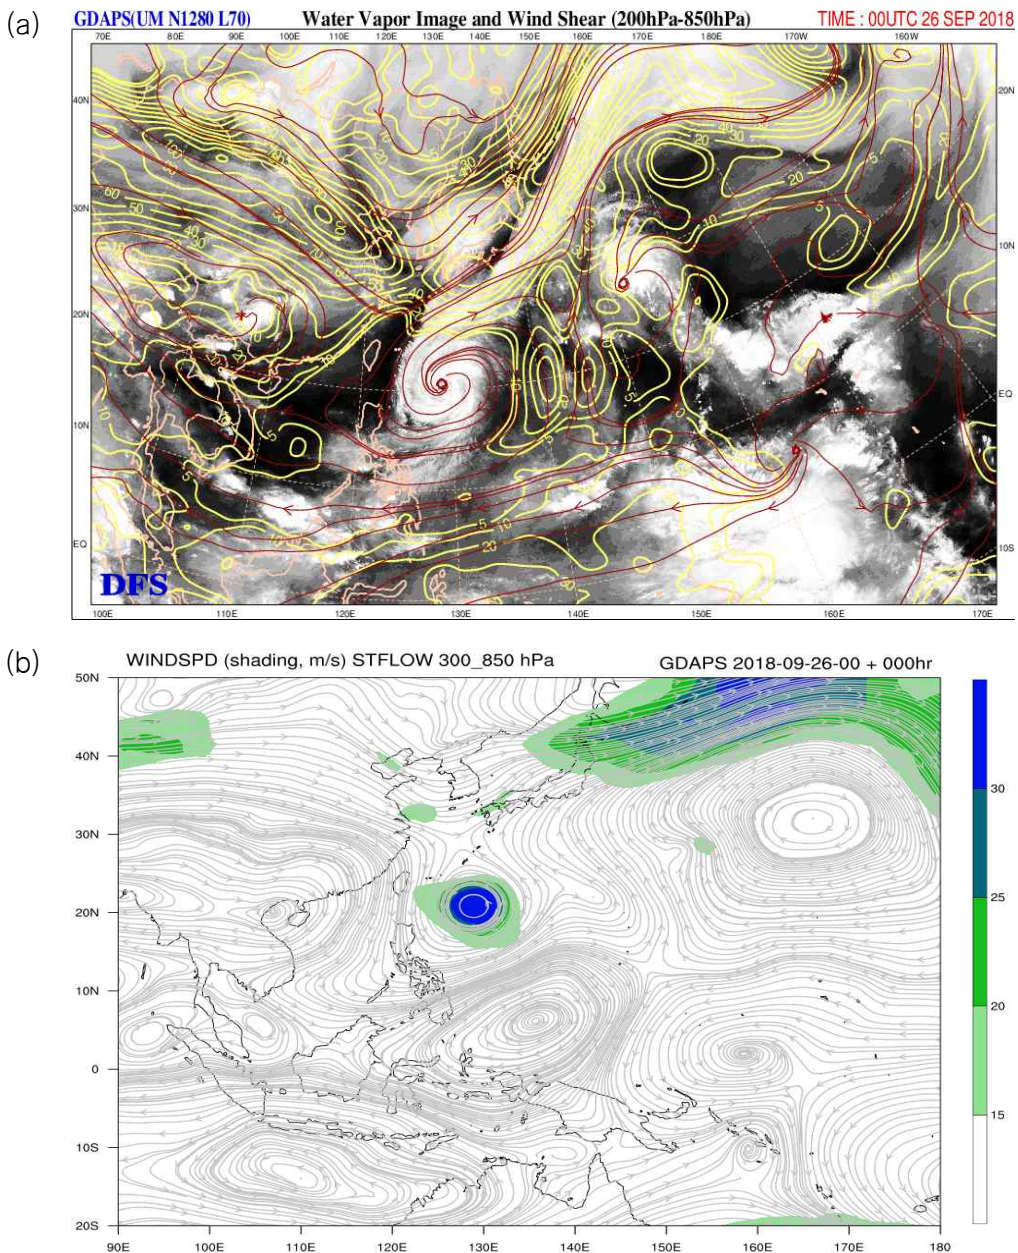 (a)
GDAPS(UM N1280 L70) Water Vapor Image and Wind Shear (200hPa-850hPa) TIME : 00UTC 26 SEP 2018
70E 80E 90E 100E 110E 120E 130E 140E 150E 160E 170E 180E 170W 160W
40N 20N
30N 10N
20N
EQ
10N
EQ 10S
DFS
100E 110E 120E 130E 140E 150E 160E 170E
(b)
WINDSPD (shading, m/s) STFLOW 300_850 hPa GDAPS 2018-09-26-00 + 000hr
50N
40N
30N 30
25
20N
10N 20
0 15
10S
20S
90E 100E 110E 120E 130E 140E 150E 160E 170E 180